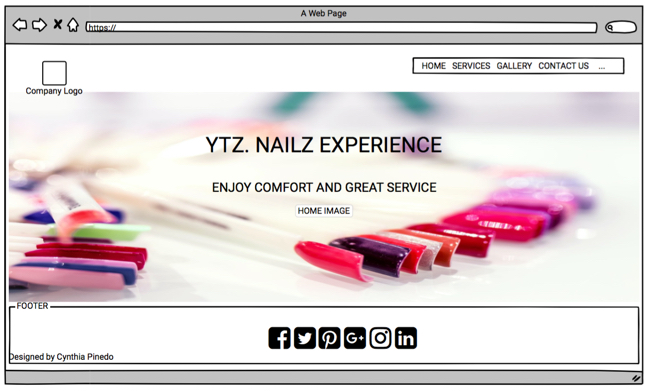 A Web Page
https://
HOME SERVICES GALLERY CONTACT US ...
Company Logo
YTZ. NAILZ EXPERIENCE
ENJOY COMFORT AND GREAT SERVICE
HOME IMAGE
FOOTER
Designed by Cynthia Pinedo